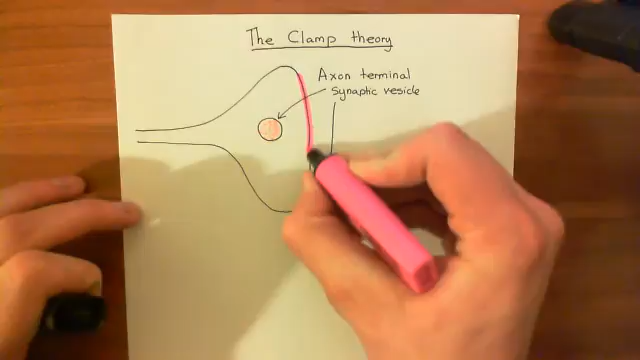 The Clamp theory
Axon terminal
Synaptic vesicle